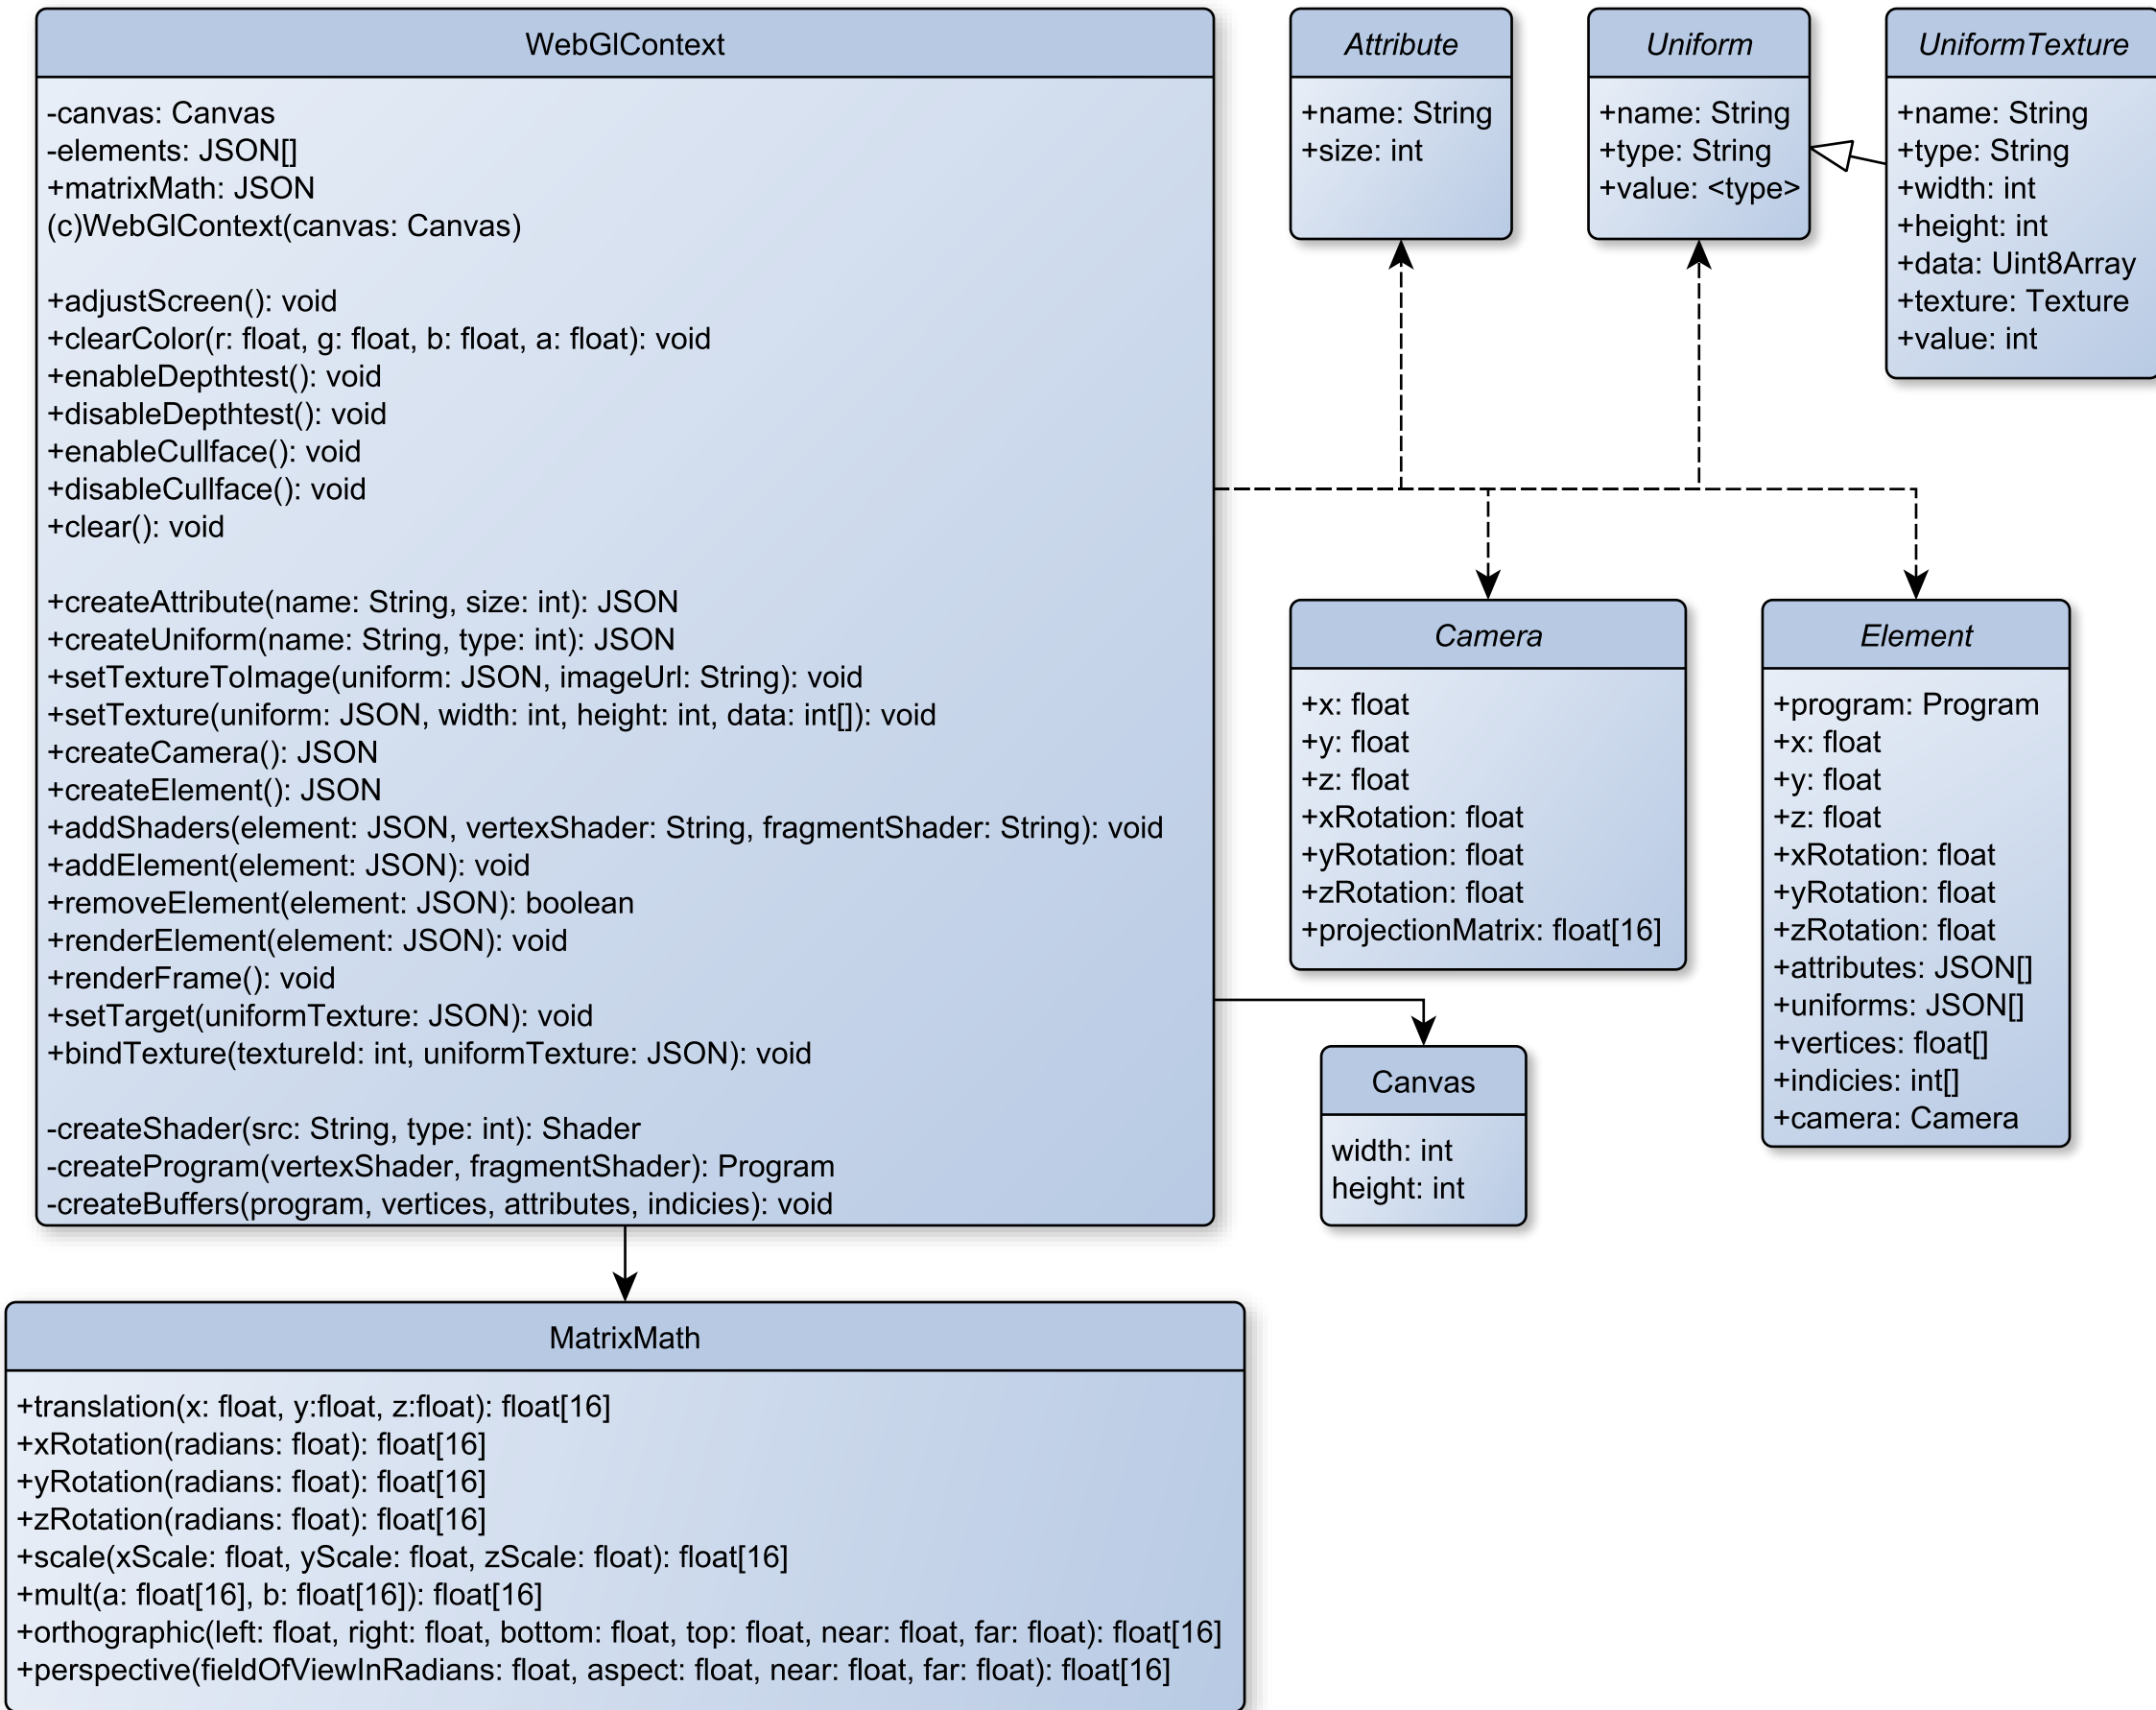 WebGlContext
-canvas: Canvas
-elements: JSON[]
+matrixMath: JSON
(c)WebGlContext(canvas: Canvas)
+adjustScreen(): void
+clearColor(r: float, g: float, b: float, a: float): void
+enableDepthtest(): void
+disableDepthtest(): void
+enableCullface(): void
+disableCullface(): void
+clear(): void
+createAttribute(name: String, size: int): JSON
+createUniform(name: String, type: int): JSON
+setTextureToImage(uniform: JSON, imageUrl: String): void
+setTexture(uniform: JSON, width: int, height: int, data: int[]): void
+createCamera(): JSON
+createElement(): JSON
+addShaders(element: JSON, vertexShader: String, fragmentShader: String): void
+addElement(element: JSON): void
+removeElement(element: JSON): boolean
+renderElement(element: JSON): void
+renderFrame(): void
+setTarget(uniformTexture: JSON): void
+bindTexture(textureId: int, uniformTexture: JSON): void
-createShader(src: String, type: int): Shader
-createProgram(vertexShader, fragmentShader): Program
-createBuffers(program, vertices, attributes, indicies): void
Attribute
+name: String
+size: int
Uniform
+name: String
+type: String
+value: <type>
UniformTexture
+name: String
+type: String
+width: int
+height: int
+data: Uint8Array
+texture: Texture
+value: int
Camera
+x: float
+y: float
+z: float
+xRotation: float
+yRotation: float
+zRotation: float
+projectionMatrix: float[16]
Element
+program: Program
+x: float
+y: float
+z: float
+xRotation: float
+yRotation: float
+zRotation: float
+attributes: JSON[]
+uniforms: JSON[]
+vertices: float[]
+indicies: int[]
+camera: Camera
Canvas
width: int
height: int
MatrixMath
+translation(x: float, y:float, z:float): float[16]
+xRotation(radians: float): float[16]
+yRotation(radians: float): float[16]
+zRotation(radians: float): float[16]
+scale(xScale: float, yScale: float, zScale: float): float[16]
+mult(a: float[16], b: float[16]): float[16]
+orthographic(left: float, right: float, bottom: float, top: float, near: float, far: float): float[16]
+perspective(fieldOfViewInRadians: float, aspect: float, near: float, far: float): float[16]